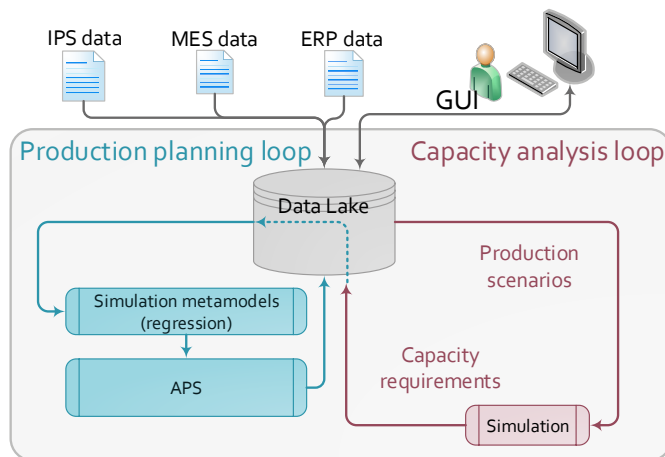 IPS data
MES data
ERP data
GUI
Production planning loop
Capacity analysis loop
Data Lake
Production
scenarios
Simulation metamodels
(regression)
Capacity
requirements
APS
Simulation